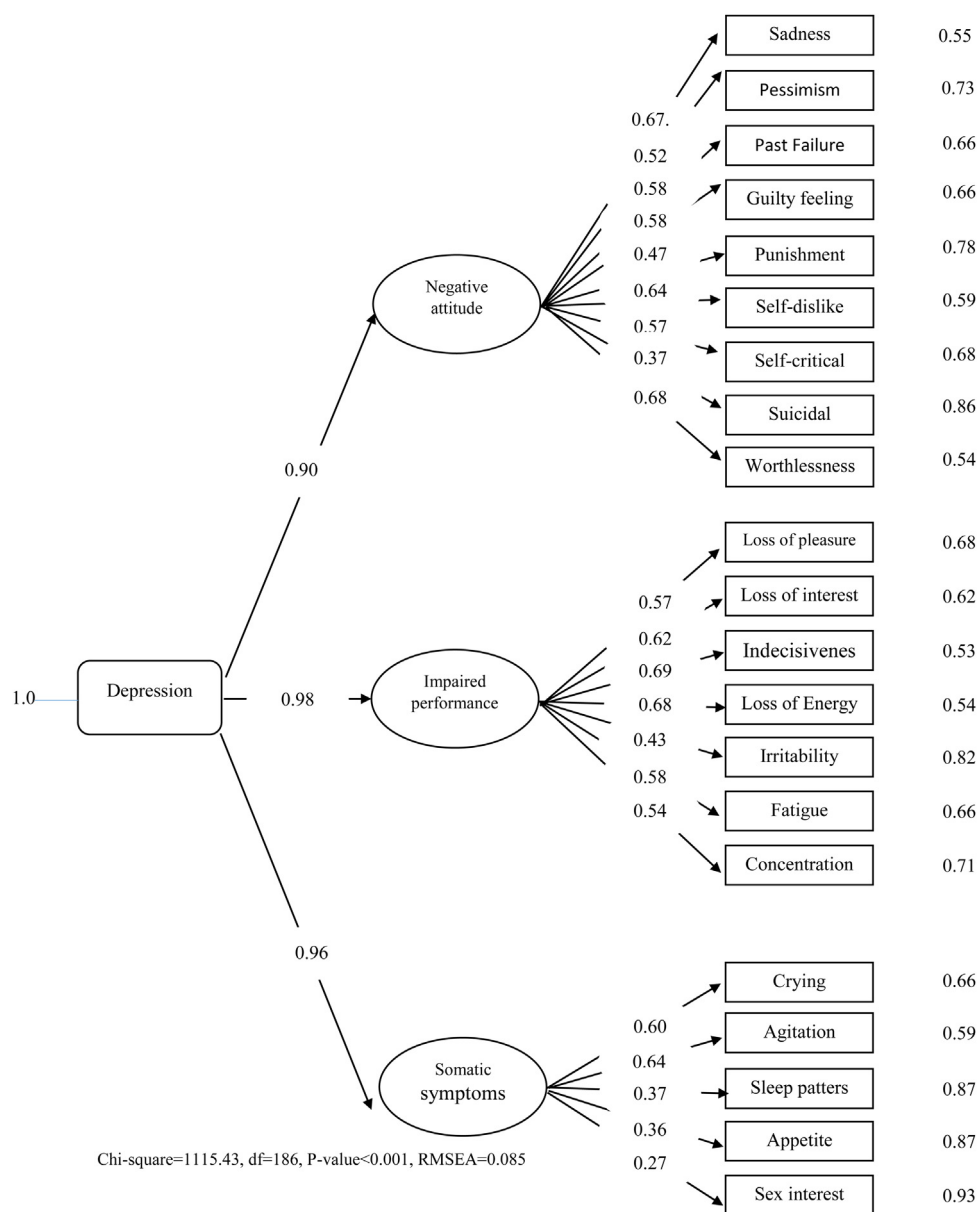 Sadness 0.55
Pessimism 0.73
0.67.
Past Failure 0.66
0.52
0.58
Guilty feeling 0.66
0.58
0.47
Punishment 0.78
Negative
attitude
0.64
Self-dislike 0.59
0.57
0.37
Self-critical 0.68
0.68
Suicidal 0.86
Worthlessness 0.54
0.90
Loss of pleasure 0.68
0.57
Loss of interest 0.62
0.62
Indecisivenes 0.53
0.69
1.0
Depression
0.98
Impaired
performance
0.68
Loss of Energy 0.54
0.43
Irritability 0.82
0.58
Fatigue 0.66
0.54
Concentration 0.71
0.96
Crying 0.66
0.60
Agitation 0.59
0.64
Somatic
symptoms
0.37
Sleep patters 0.87
0.36
Appetite 0.87
0.27
Chi-square=1115.43, df=186, P-value<0.001, RMSEA=0.085
Sex interest 0.93